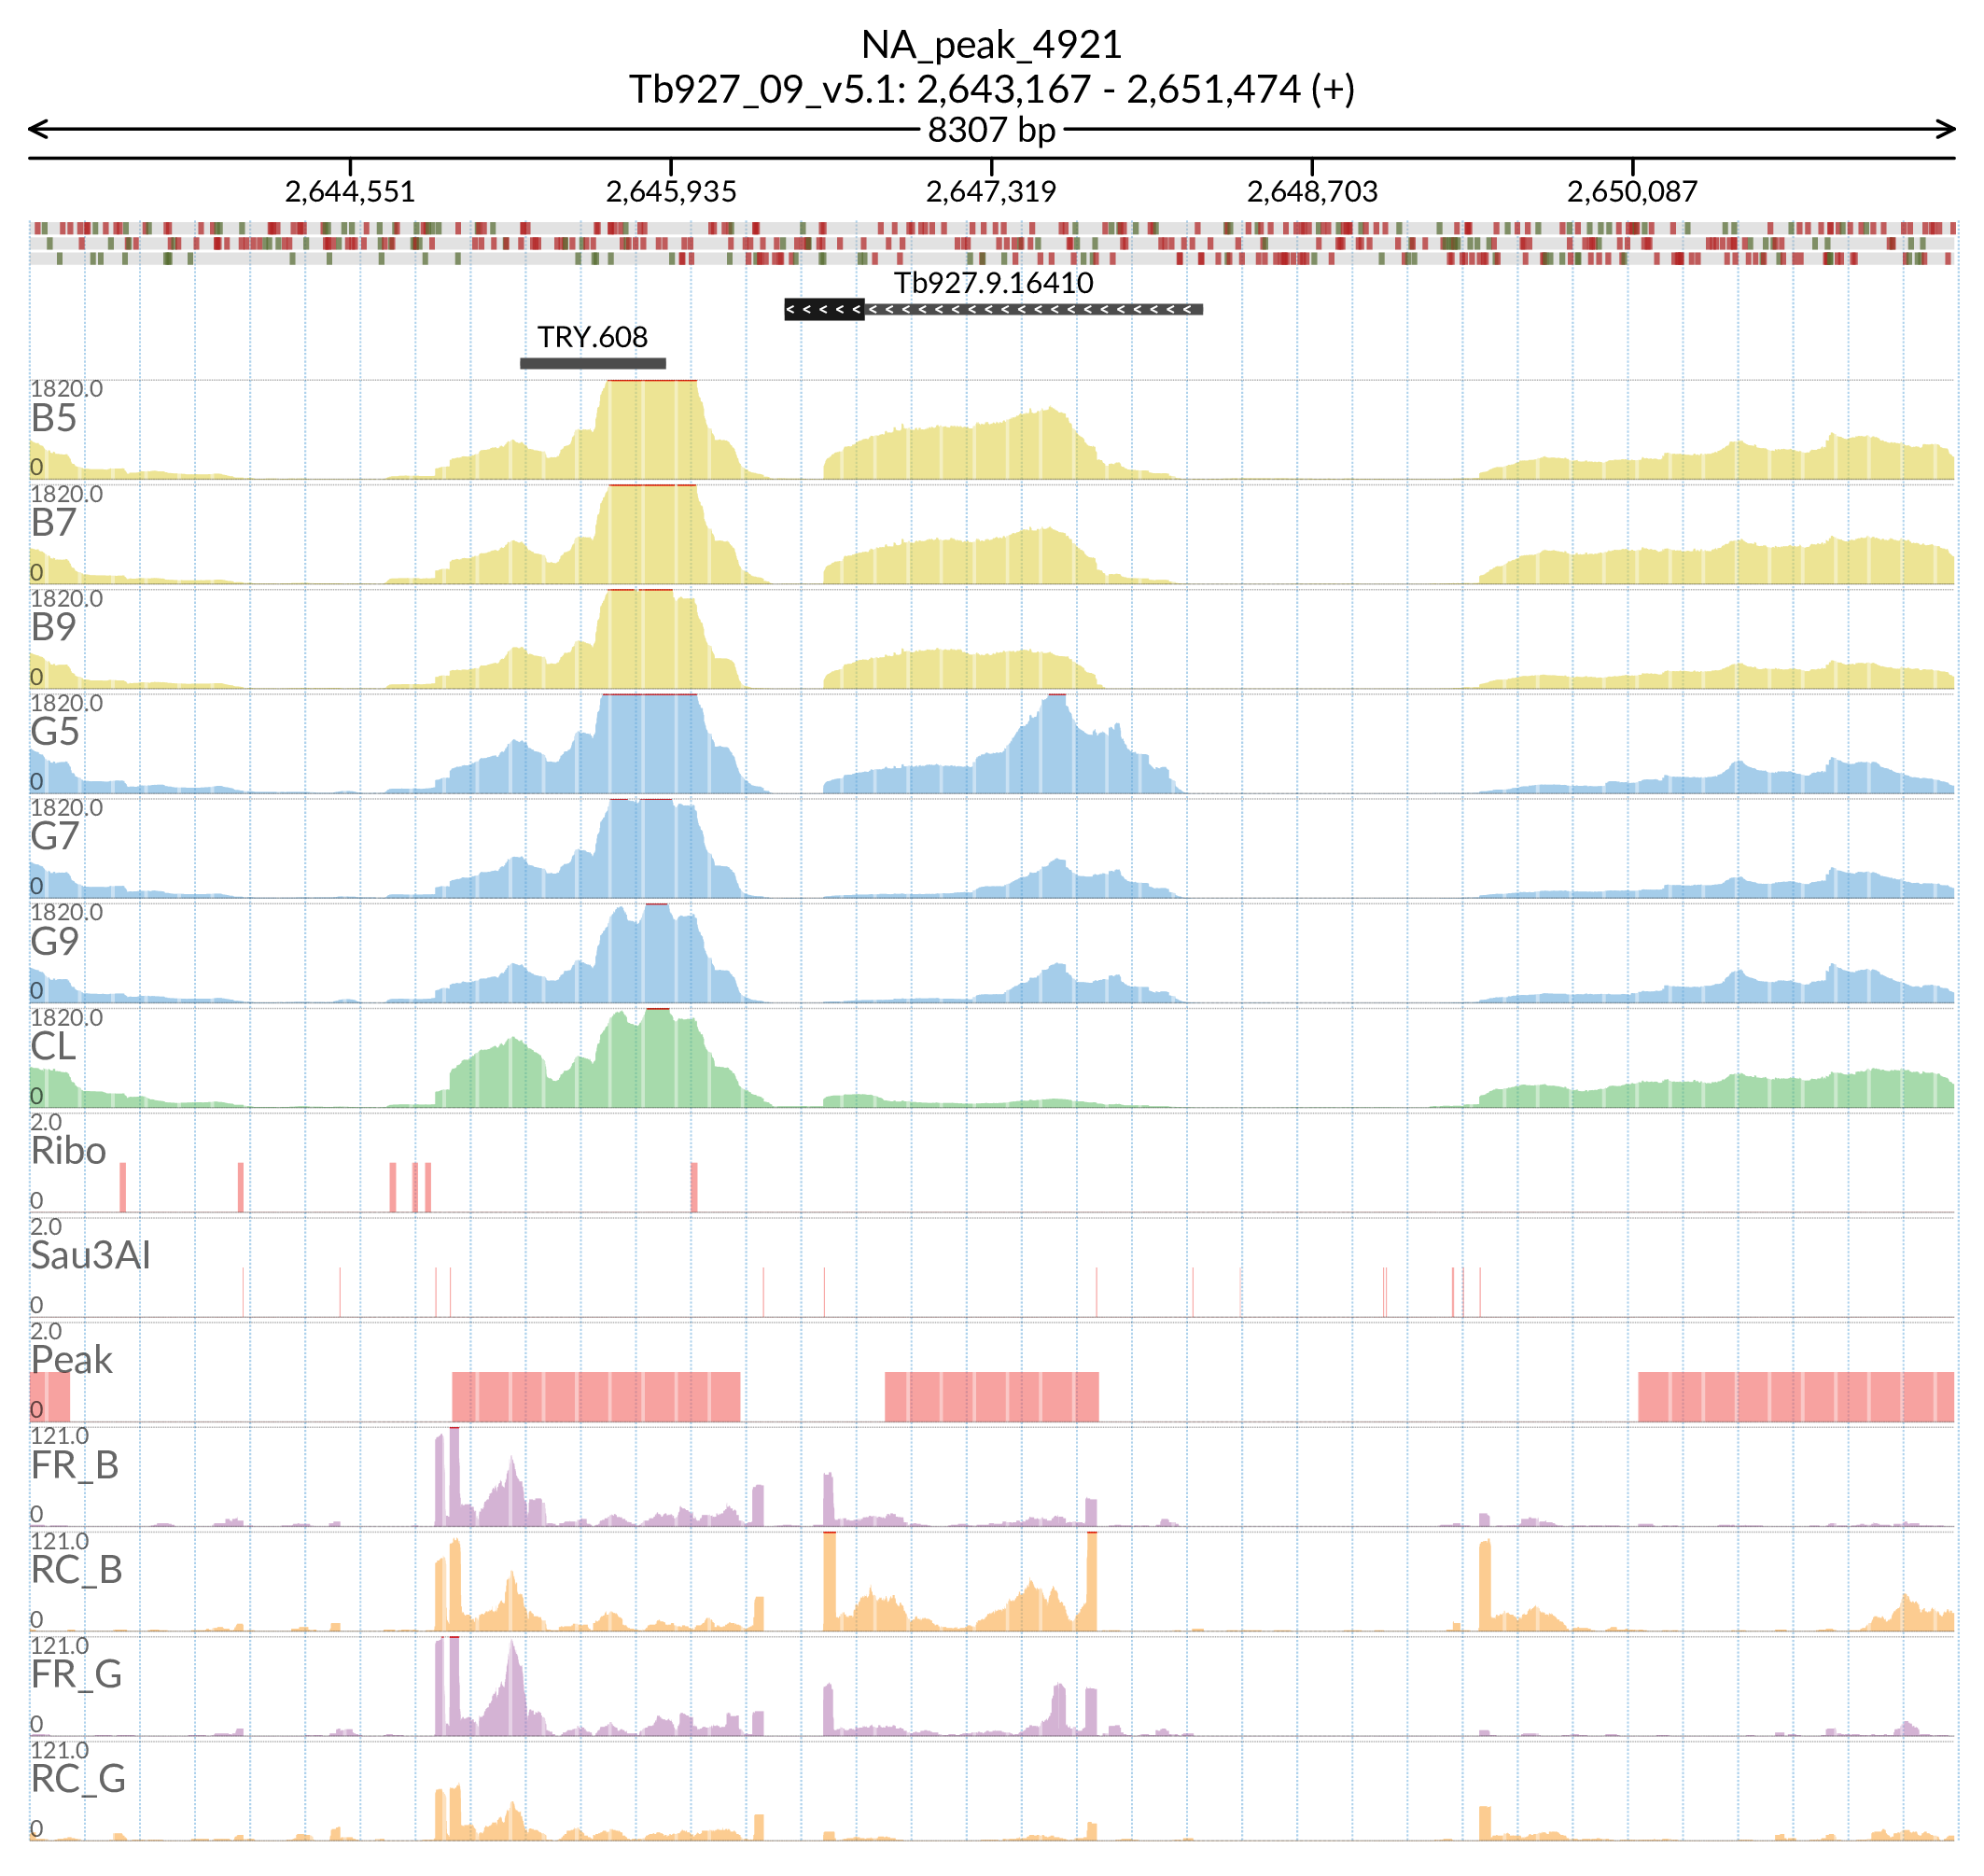 NA_peak_4921
Tb927_09_v5.1: 2,643,167 - 2,651,474 (+)
8307 bp
2,644,551 2,645,935 2,647,319 2,648,703 2,650,087
Tb927.9.16410
TRY.608
1820.0
B5
0
1820.0
B7
0
1820.0
B9
0
1820.0
G5
0
1820.0
G7
0
1820.0
G9
0
1820.0
CL
0
2.0
Ribo
0
2.0
Sau3AI
0
2.0
Peak
0
121.0
FR_B
0
121.0
RC_B
0
121.0
FR_G
0
121.0
RC_G
0